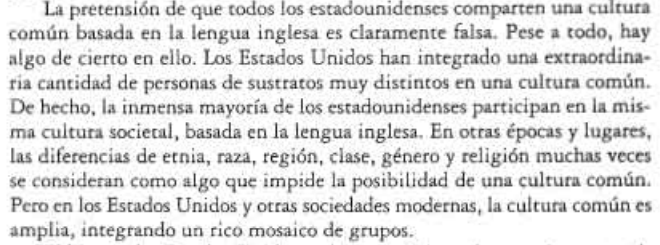 La pretensión de que todos los estadounidenses comparten una cultura
común basada en la lengua inglesa es claramente falsa. Pese a todo, hay
algo de cierto en ello. Los Estados Unidos han integrado una extraordina-
ria cantidad de personas de sustratos muy distintos en una cultura común.
De hecho, la inmensa mayoría de los estadounidenses participan en la mis-
ma cultura societal, basada en la lengua inglesa. En otras épocas y lugares,
las diferencias de etnia, raza, región, clase, género y religión muchas veces
se consideran como algo que impide la posibilidad de una cultura común.
Pero en los Estados Unidos y otras sociedades modernas, la cultura común es
amplia, integrando un rico mosaico de grupos.